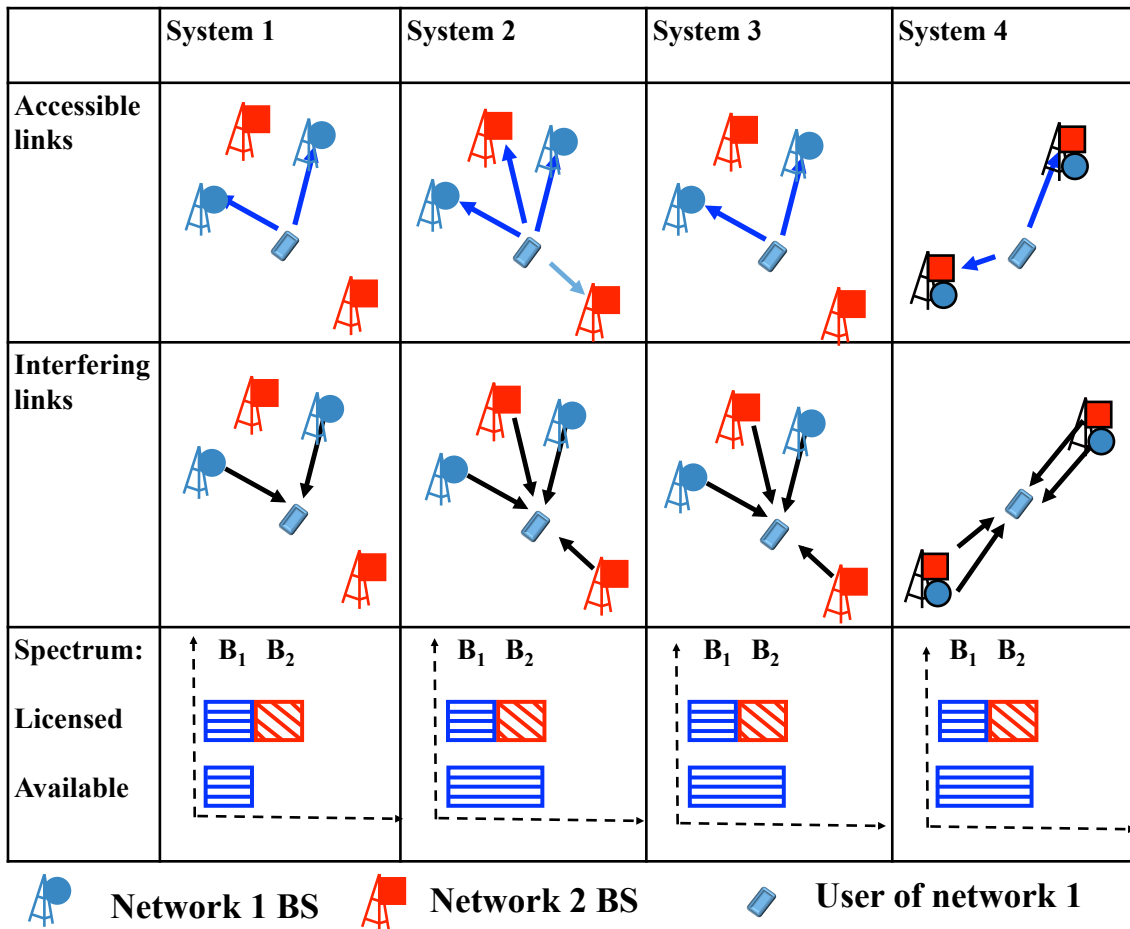 System 1 System 2 System 3 System 4
Accessible
links
Interfering
links
Spectrum: B1 B2 B1 B2 B1 B2 B1 B2
Licensed
Available
Network 1 BS Network 2 BS User of network 1